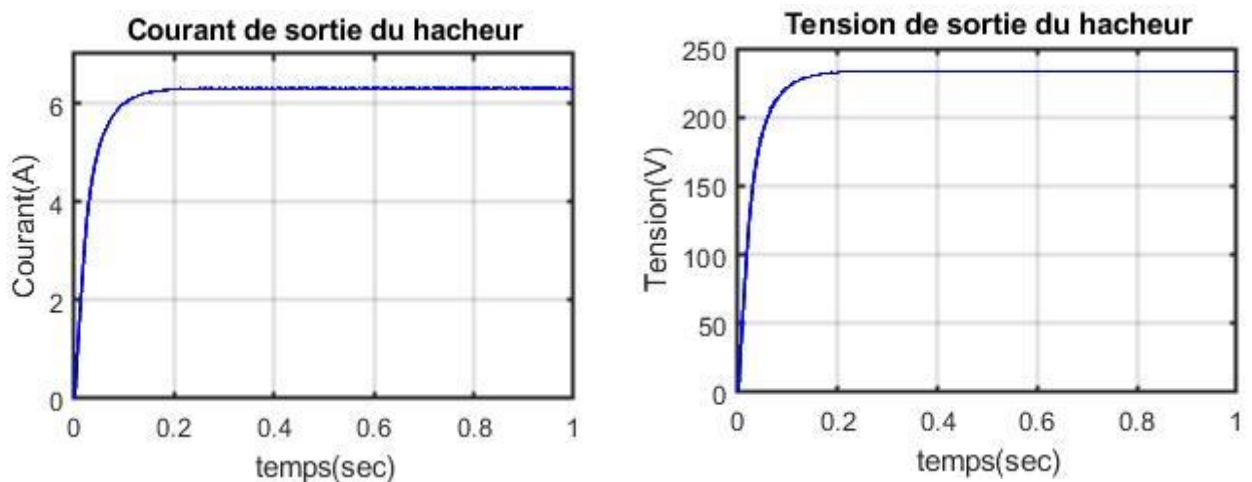 Courant de sortie du hacheur
Courant(A)
6
4
2
0
0 0.2 0.4 0.6 0.8 1
temps(sec)
Tension de sortie du hacheur
Tension(V)
250
200
150
100
50
0
0 0.2 0.4 0.6 0.8 1
temps(sec)